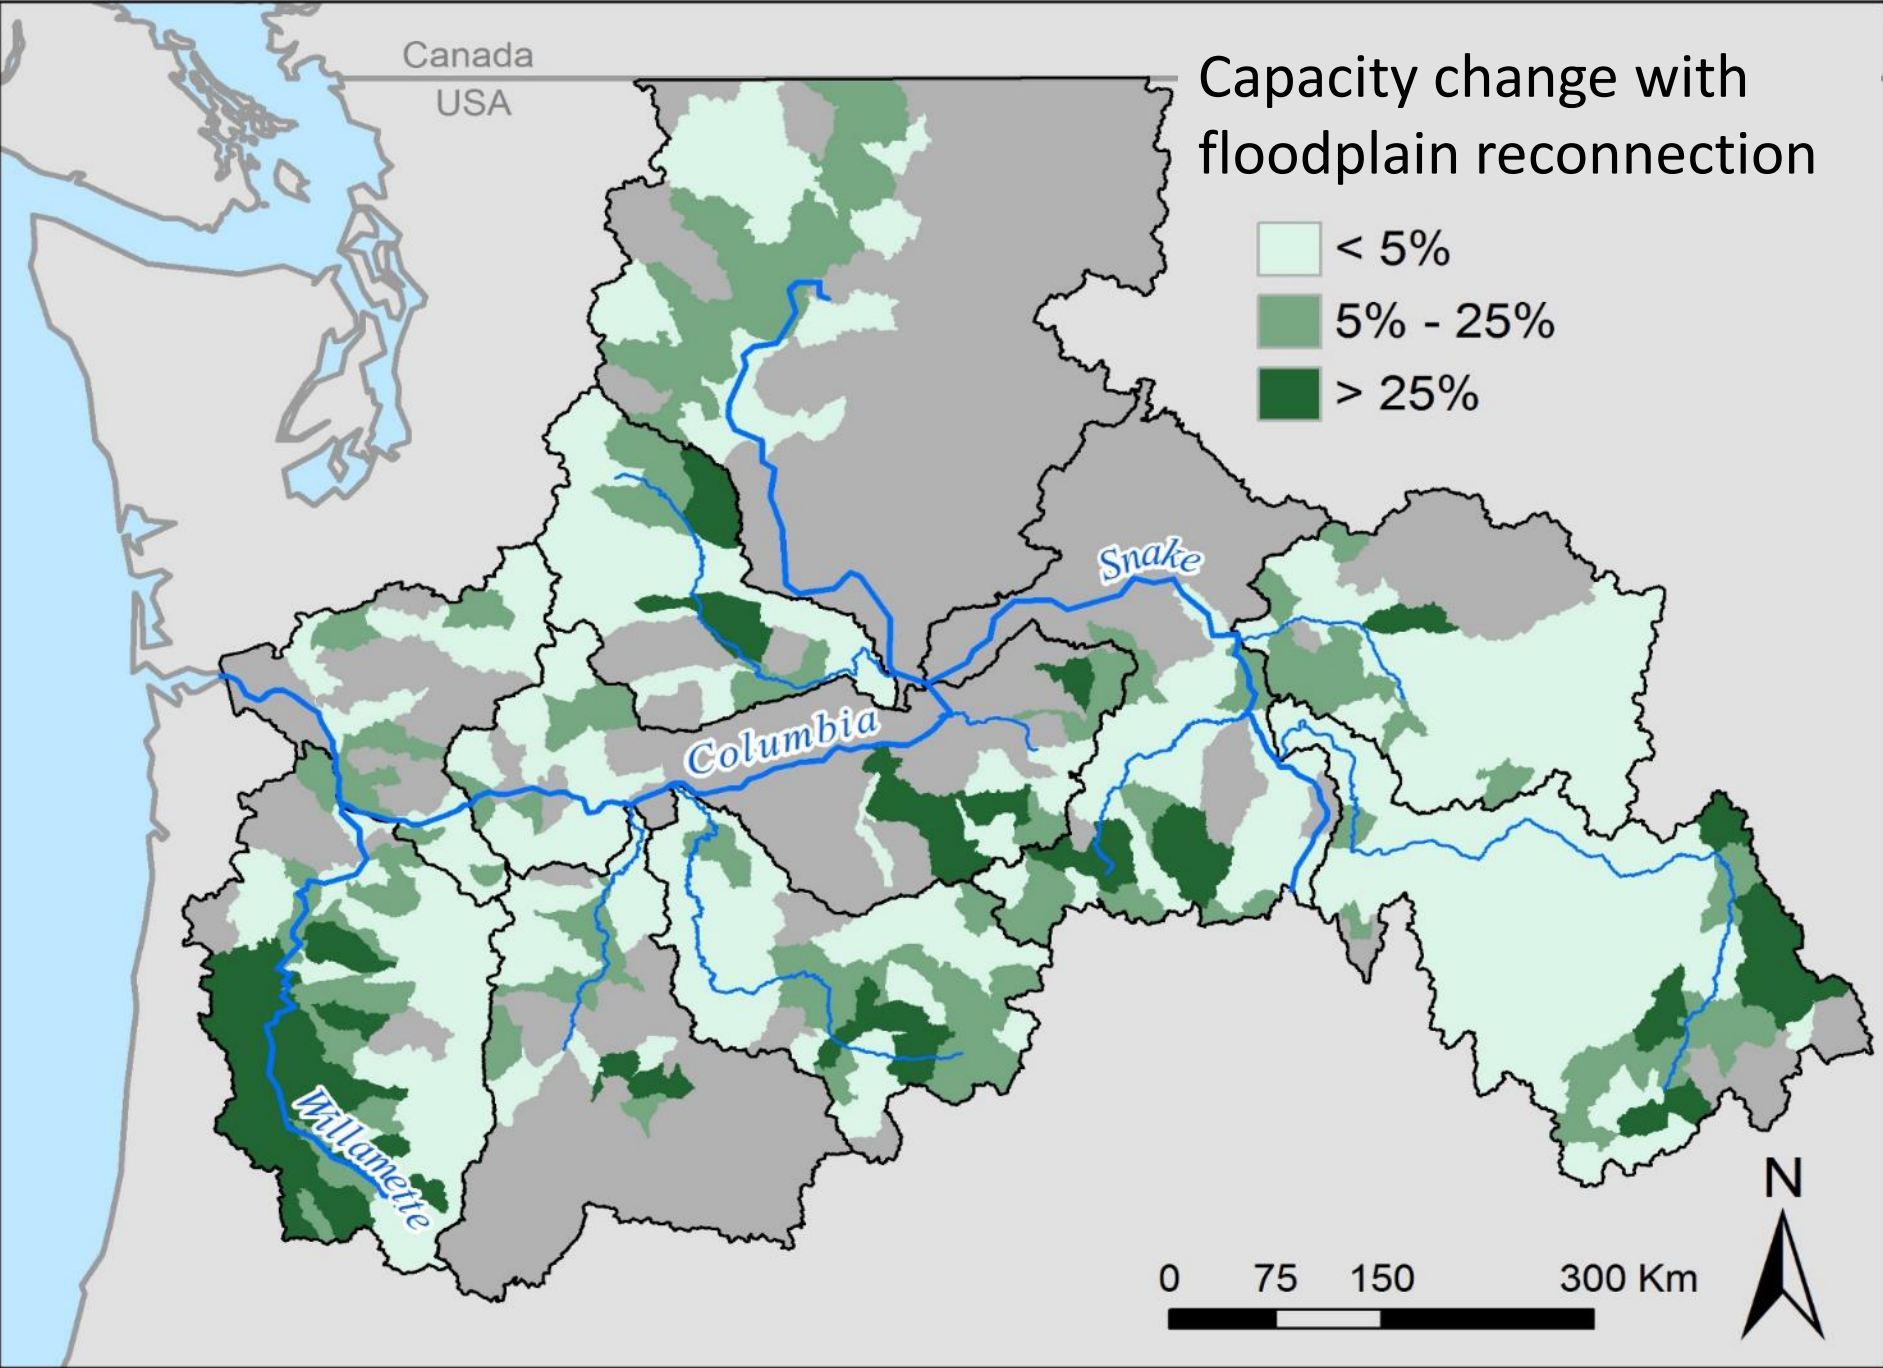 Canada
USA
Capacity change with
floodplain reconnection
< 5%
5% - 25%
> 25%
Snake
Columbia
Willamette
N
0 75 150 300 Km